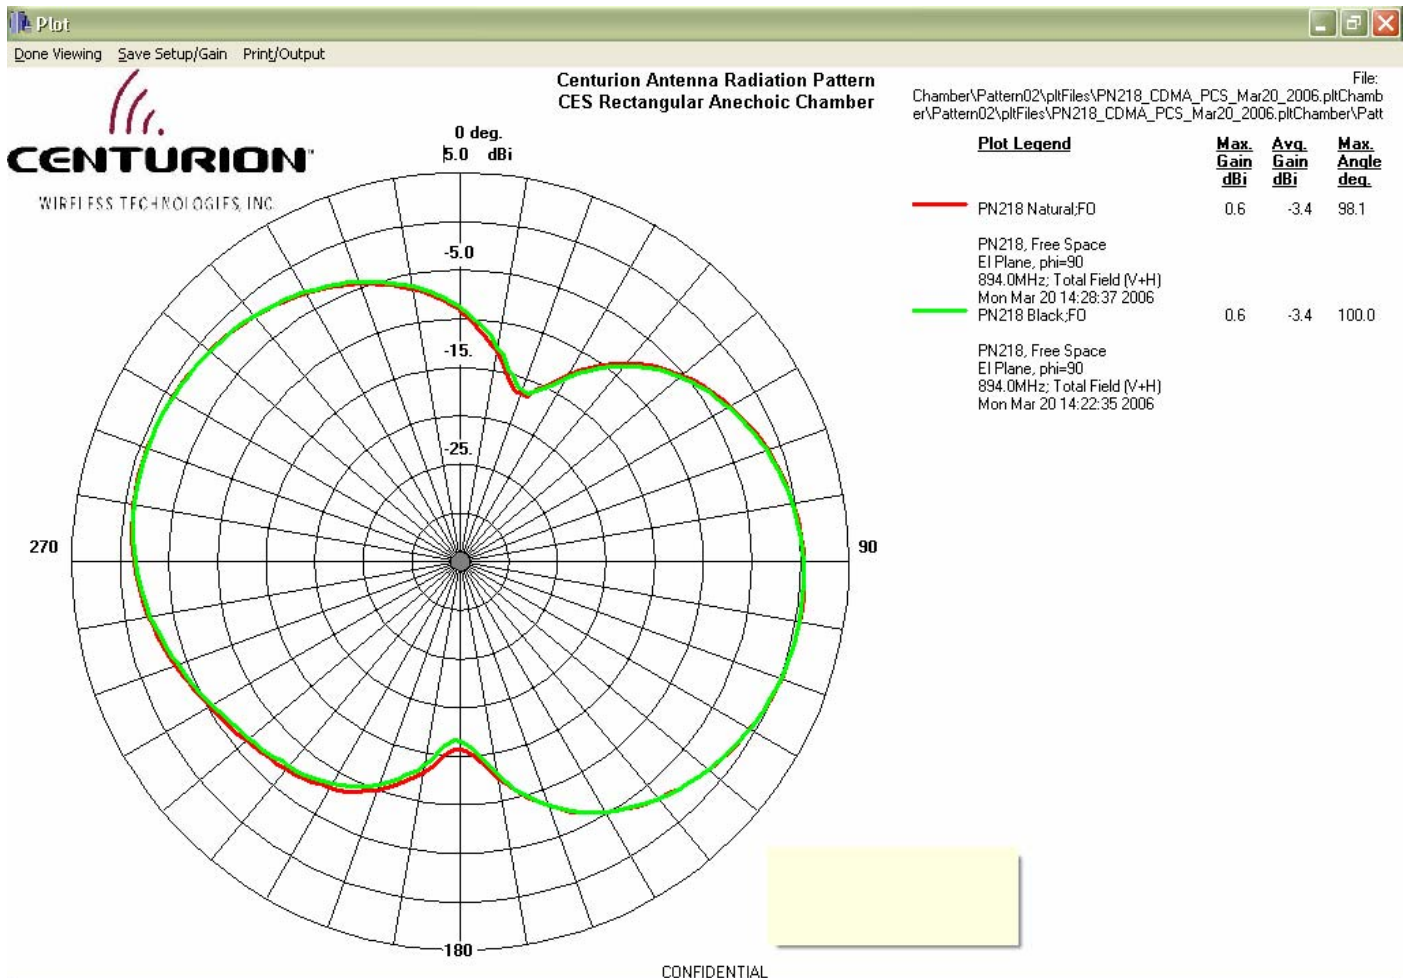 Plot
Done Viewing Save Setup/Gain Print/Output
CENTURION™
WIRELESS TECHNOLOGIES, INC.
Centurion Antenna Radiation Pattern
CES Rectangular Anechoic Chamber
File:
Chamber\Pattern02\pltFiles\PN218_CDMA_PCS_Mar20_2006.pltChamb
er\Pattern02\pltFiles\PN218_CDMA_PCS_Mar20_2006.pltChamber\Patt
Plot Legend Max. Gain dBi Avg. Gain dBi Max. Angle deg.
PN218 Natural;FO 0.6 -3.4 98.1
PN218, Free Space
El Plane, phi=90
894.0MHz; Total Field (V+H)
Mon Mar 20 14:28:37 2006
PN218 Black;FO 0.6 -3.4 100.0
PN218, Free Space
El Plane, phi=90
894.0MHz; Total Field (V+H)
Mon Mar 20 14:22:35 2006
0 deg.
5.0 dBi
-5.0
-15.
-25.
270
90
180
CONFIDENTIAL